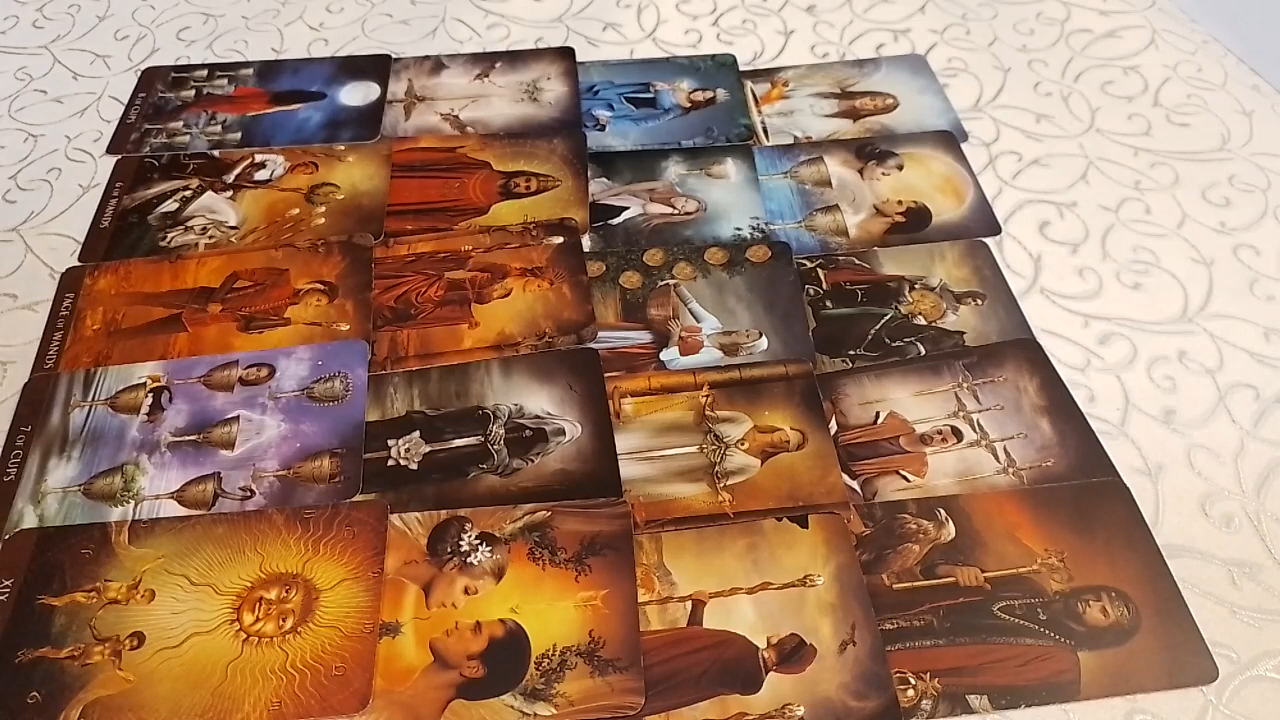 8 OF CUPS
6 OF WANDS
PAGE OF WANDS
7 OF CUPS
XIX